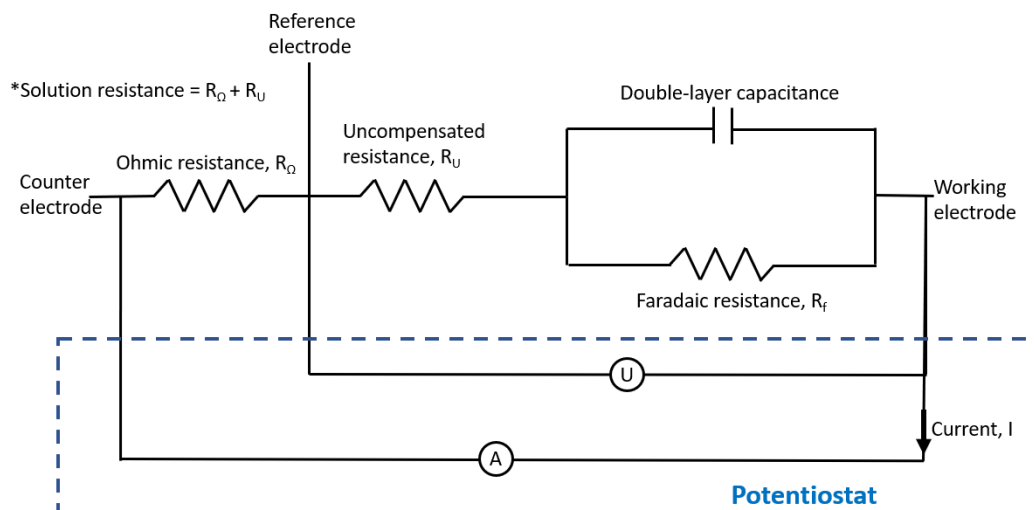 Reference
electrode
*Solution resistance = RΩ + RU
Double-layer capacitance
Uncompensated
resistance, RU
Ohmic resistance, RΩ
Counter
electrode
Working
electrode
Faradaic resistance, Rf
U
Current, I
A
Potentiostat